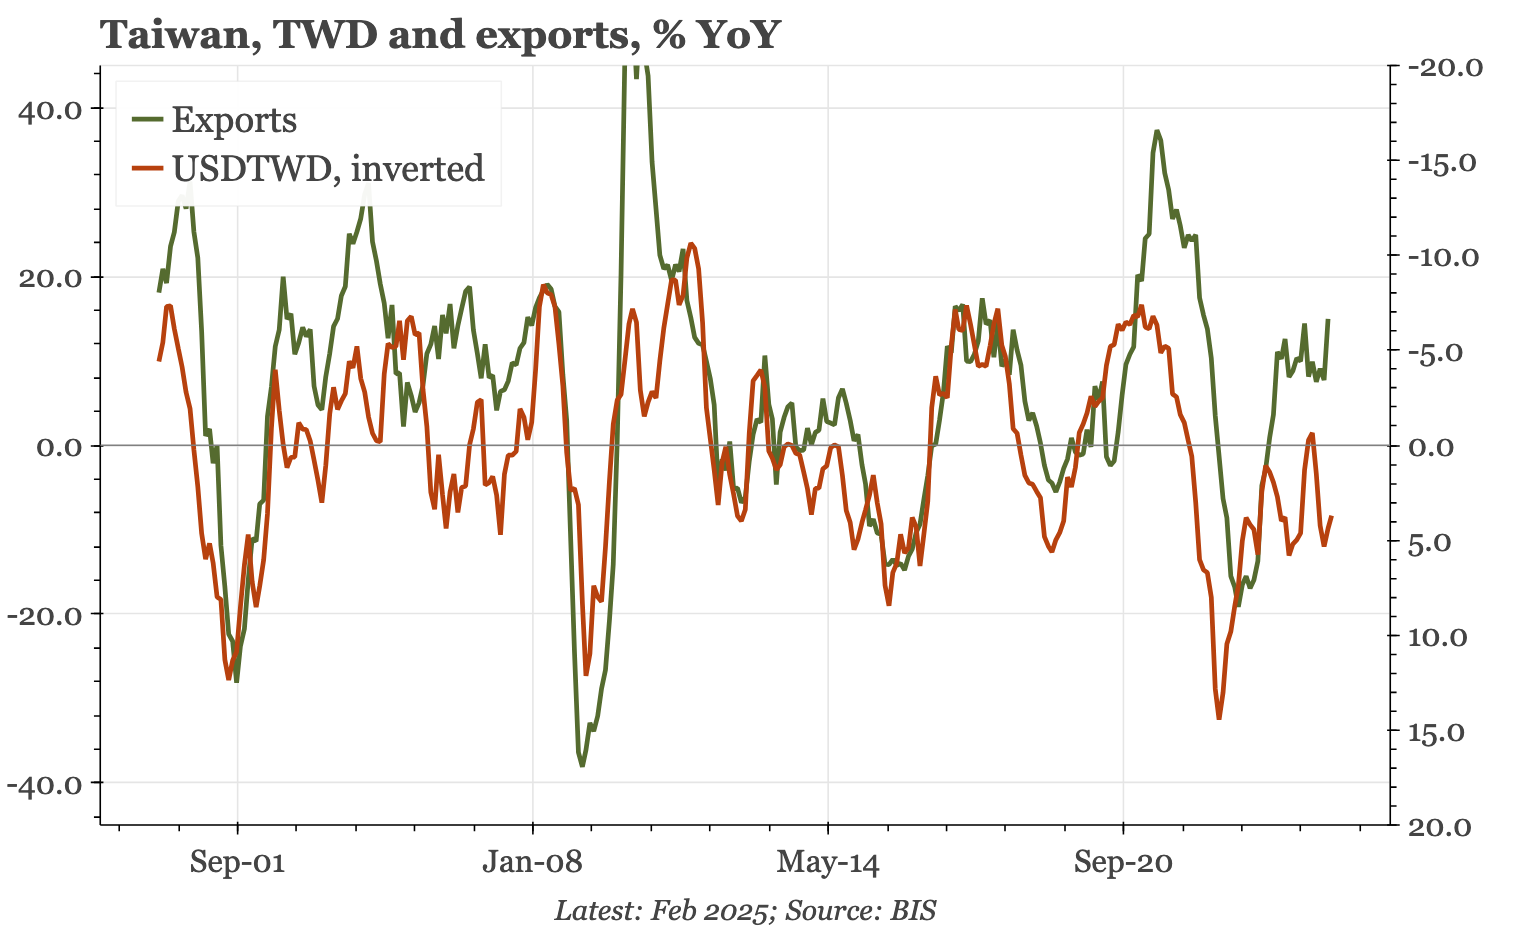 Taiwan, TWD and exports, % YoY
Exports
USDTWD, inverted
40.0
20.0
0.0
-20.0
-40.0
-20.0
-15.0
-10.0
-5.0
0.0
5.0
10.0
15.0
20.0
Sep-01 Jan-08 May-14 Sep-20
Latest: Feb 2025; Source: BIS